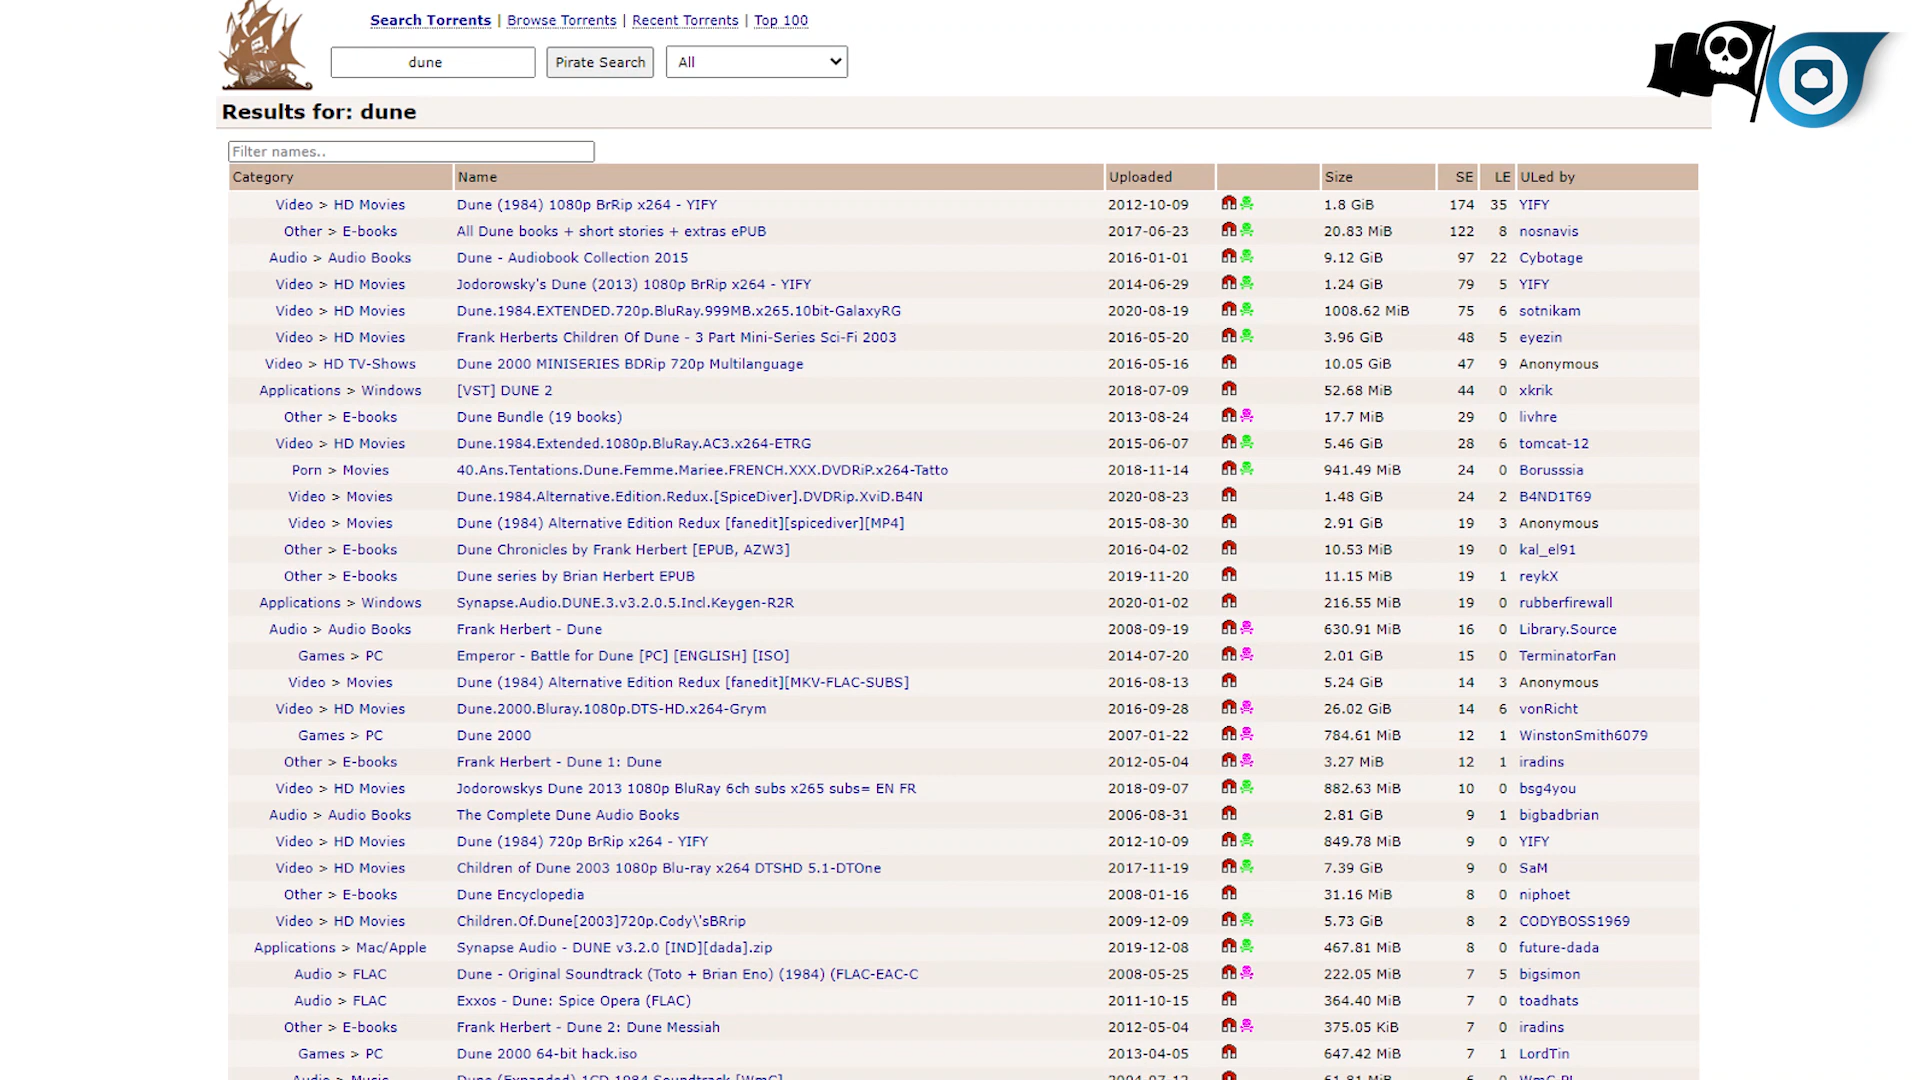 Search Torrents | Browse Torrents | Recent Torrents | Top 100
dune Pirate Search All
Results for: dune
Filter names..
Category Name Uploaded Size SE LE ULed by
Video > HD Movies Dune (1984) 1080p BrRip x264 - YIFY 2012-10-09 1.8 GiB 174 35 YIFY
Other > E-books All Dune books + short stories + extras ePUB 2017-06-23 20.83 MiB 122 8 nosnavis
Audio > Audio Books Dune - Audiobook Collection 2015 2016-01-01 9.12 GiB 97 22 Cybotage
Video > HD Movies Jodorowsky's Dune (2013) 1080p BrRip x264 - YIFY 2014-06-29 1.24 GiB 79 5 YIFY
Video > HD Movies Dune.1984.EXTENDED.720p.BluRay.999MB.x265.10bit-GalaxyRG 2020-08-19 1008.62 MiB 75 6 sotnikam
Video > HD Movies Frank Herberts Children Of Dune - 3 Part Mini-Series Sci-Fi 2003 2016-05-20 3.96 GiB 48 5 eyezin
Video > HD TV-Shows Dune 2000 MINISERIES BDRip 720p Multilanguage 2016-05-16 10.05 GiB 47 9 Anonymous
Applications > Windows [VST] DUNE 2 2018-07-09 52.68 MiB 44 0 xkrik
Other > E-books Dune Bundle (19 books) 2013-08-24 17.7 MiB 29 0 livhre
Video > HD Movies Dune.1984.Extended.1080p.BluRay.AC3.x264-ETRG 2015-06-07 5.46 GiB 28 6 tomcat-12
Porn > Movies 40.Ans.Tentations.Dune.Femme.Mariee.FRENCH.XXX.DVDRiP.x264-Tatto 2018-11-14 941.49 MiB 24 0 Borusssia
Video > Movies Dune.1984.Alternative.Edition.Redux.[SpiceDiver].DVDRip.XviD.B4N 2020-08-23 1.48 GiB 24 2 B4ND1T69
Video > Movies Dune (1984) Alternative Edition Redux [fanedit][spicediver][MP4] 2015-08-30 2.91 GiB 19 3 Anonymous
Other > E-books Dune Chronicles by Frank Herbert [EPUB, AZW3] 2016-04-02 10.53 MiB 19 0 kal_el91
Other > E-books Dune series by Brian Herbert EPUB 2019-11-20 11.15 MiB 19 1 reykX
Applications > Windows Synapse.Audio.DUNE.3.v3.2.0.5.Incl.Keygen-R2R 2020-01-02 216.55 MiB 19 0 rubberfirewall
Audio > Audio Books Frank Herbert - Dune 2008-09-19 630.91 MiB 16 0 Library.Source
Games > PC Emperor - Battle for Dune [PC] [ENGLISH] [ISO] 2014-07-20 2.01 GiB 15 0 TerminatorFan
Video > Movies Dune (1984) Alternative Edition Redux [fanedit][MKV-FLAC-SUBS] 2016-08-13 5.24 GiB 14 3 Anonymous
Video > HD Movies Dune.2000.Bluray.1080p.DTS-HD.x264-Grym 2016-09-28 26.02 GiB 14 6 vonRicht
Games > PC Dune 2000 2007-01-22 784.61 MiB 12 1 WinstonSmith6079
Other > E-books Frank Herbert - Dune 1: Dune 2012-05-04 3.27 MiB 12 1 iradins
Video > HD Movies Jodorowskys Dune 2013 1080p BluRay 6ch subs x265 subs= EN FR 2018-09-07 882.63 MiB 10 0 bsg4you
Audio > Audio Books The Complete Dune Audio Books 2006-08-31 2.81 GiB 9 1 bigbadbrian
Video > HD Movies Dune (1984) 720p BrRip x264 - YIFY 2012-10-09 849.78 MiB 9 0 YIFY
Video > HD Movies Children of Dune 2003 1080p Blu-ray x264 DTSHD 5.1-DTOne 2017-11-19 7.39 GiB 9 0 SaM
Other > E-books Dune Encyclopedia 2008-01-16 31.16 MiB 8 0 niphoet
Video > HD Movies Children.Of.Dune[2003]720p.Cody\'sBRrip 2009-12-09 5.73 GiB 8 2 CODYBOSS1969
Applications > Mac/Apple Synapse Audio - DUNE v3.2.0 [IND][dada].zip 2019-12-08 467.81 MiB 8 0 future-dada
Audio > FLAC Dune - Original Soundtrack (Toto + Brian Eno) (1984) (FLAC-EAC-C 2008-05-25 222.05 MiB 7 5 bigsimon
Audio > FLAC Exxos - Dune: Spice Opera (FLAC) 2011-10-15 364.40 MiB 7 0 toadhats
Other > E-books Frank Herbert - Dune 2: Dune Messiah 2012-05-04 375.05 KiB 7 0 iradins
Games > PC Dune 2000 64-bit hack.iso 2013-04-05 647.42 MiB 7 1 LordTin
Audio > Music Dune (Expanded) 1CD 1984 Soundtrack [WmG] 2004-07-12 61.81 MiB